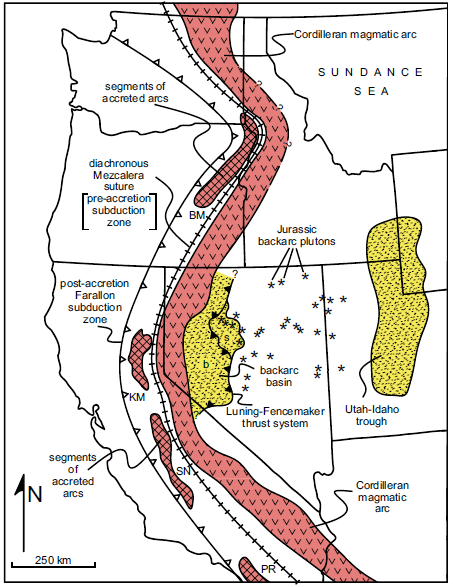 Cordilleran magmatic arc
SUNDANCE
SEA
segments of
accreted arcs
diachronous
Mezcalera
suture
[pre-accretion
subduction
zone]
BM
Jurassic
backarc plutons
post-accretion
Farallon
subduction
zone
?
?
?
?
?
s
b
backarc
basin
KM
Luning-Fencemaker
thrust system
Utah-Idaho
trough
?
segments
of
accreted arcs
SN
Cordilleran
magmatic
arc
N
250 km
PR